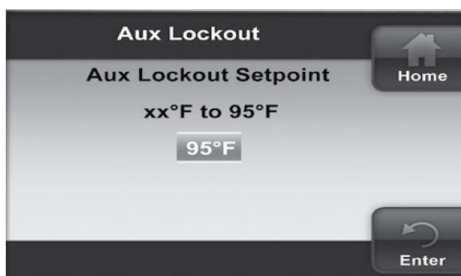 Aux Lockout
Home
Aux Lockout Setpoint
xx°F to 95°F
95°F
Enter